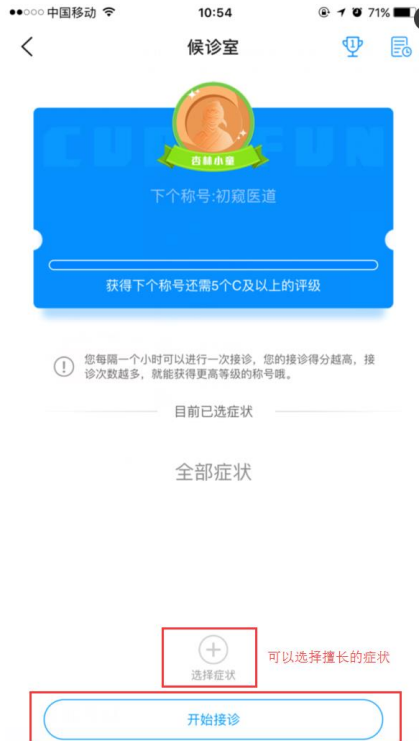 中国移动 10:54 71%
候诊室
CUREFUN
杏林小童
下个称号:初窥医道
获得下个称号还需5个C及以上的评级
您每隔一个小时可以进行一次接诊，您的接诊得分越高，接
诊次数越多，就能获得更高等级的称号哦。
目前已选症状
全部症状
选择症状
可以选择擅长的症状
开始接诊